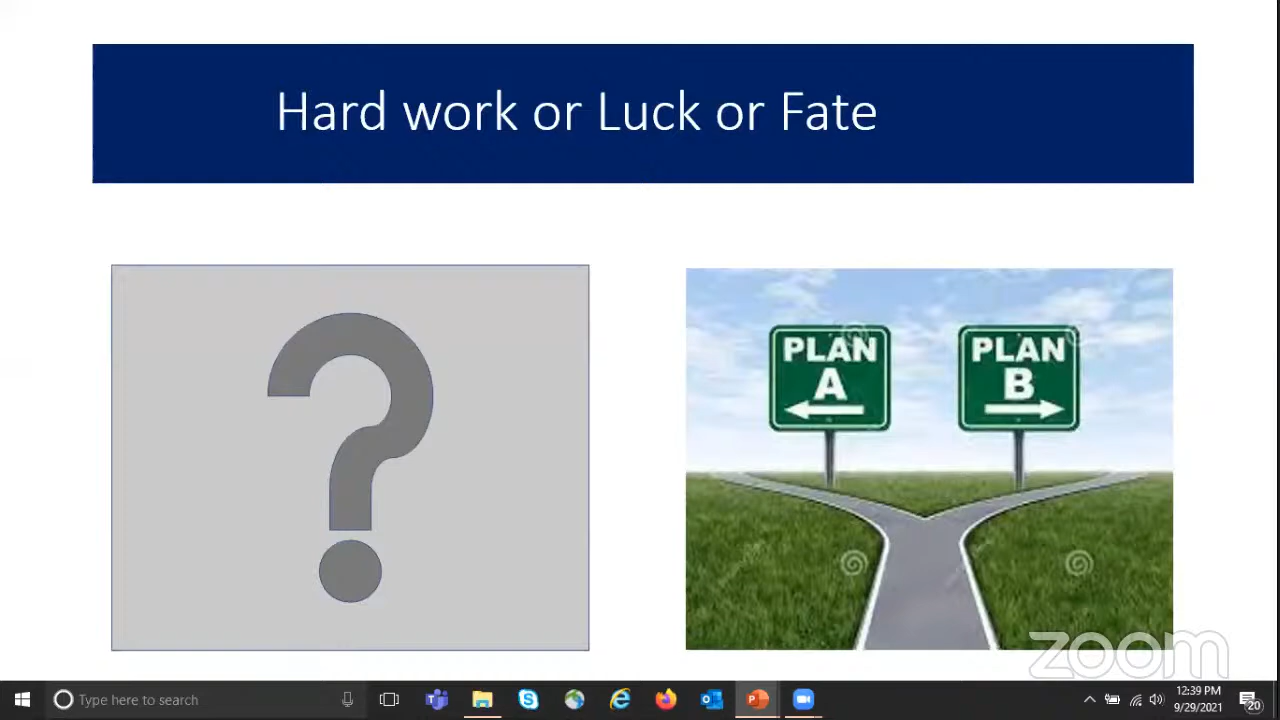 Hard work or Luck or Fate
?
PLAN
A
PLAN
B
zoom
Type here to search
12:39 PM
9/29/2021
20